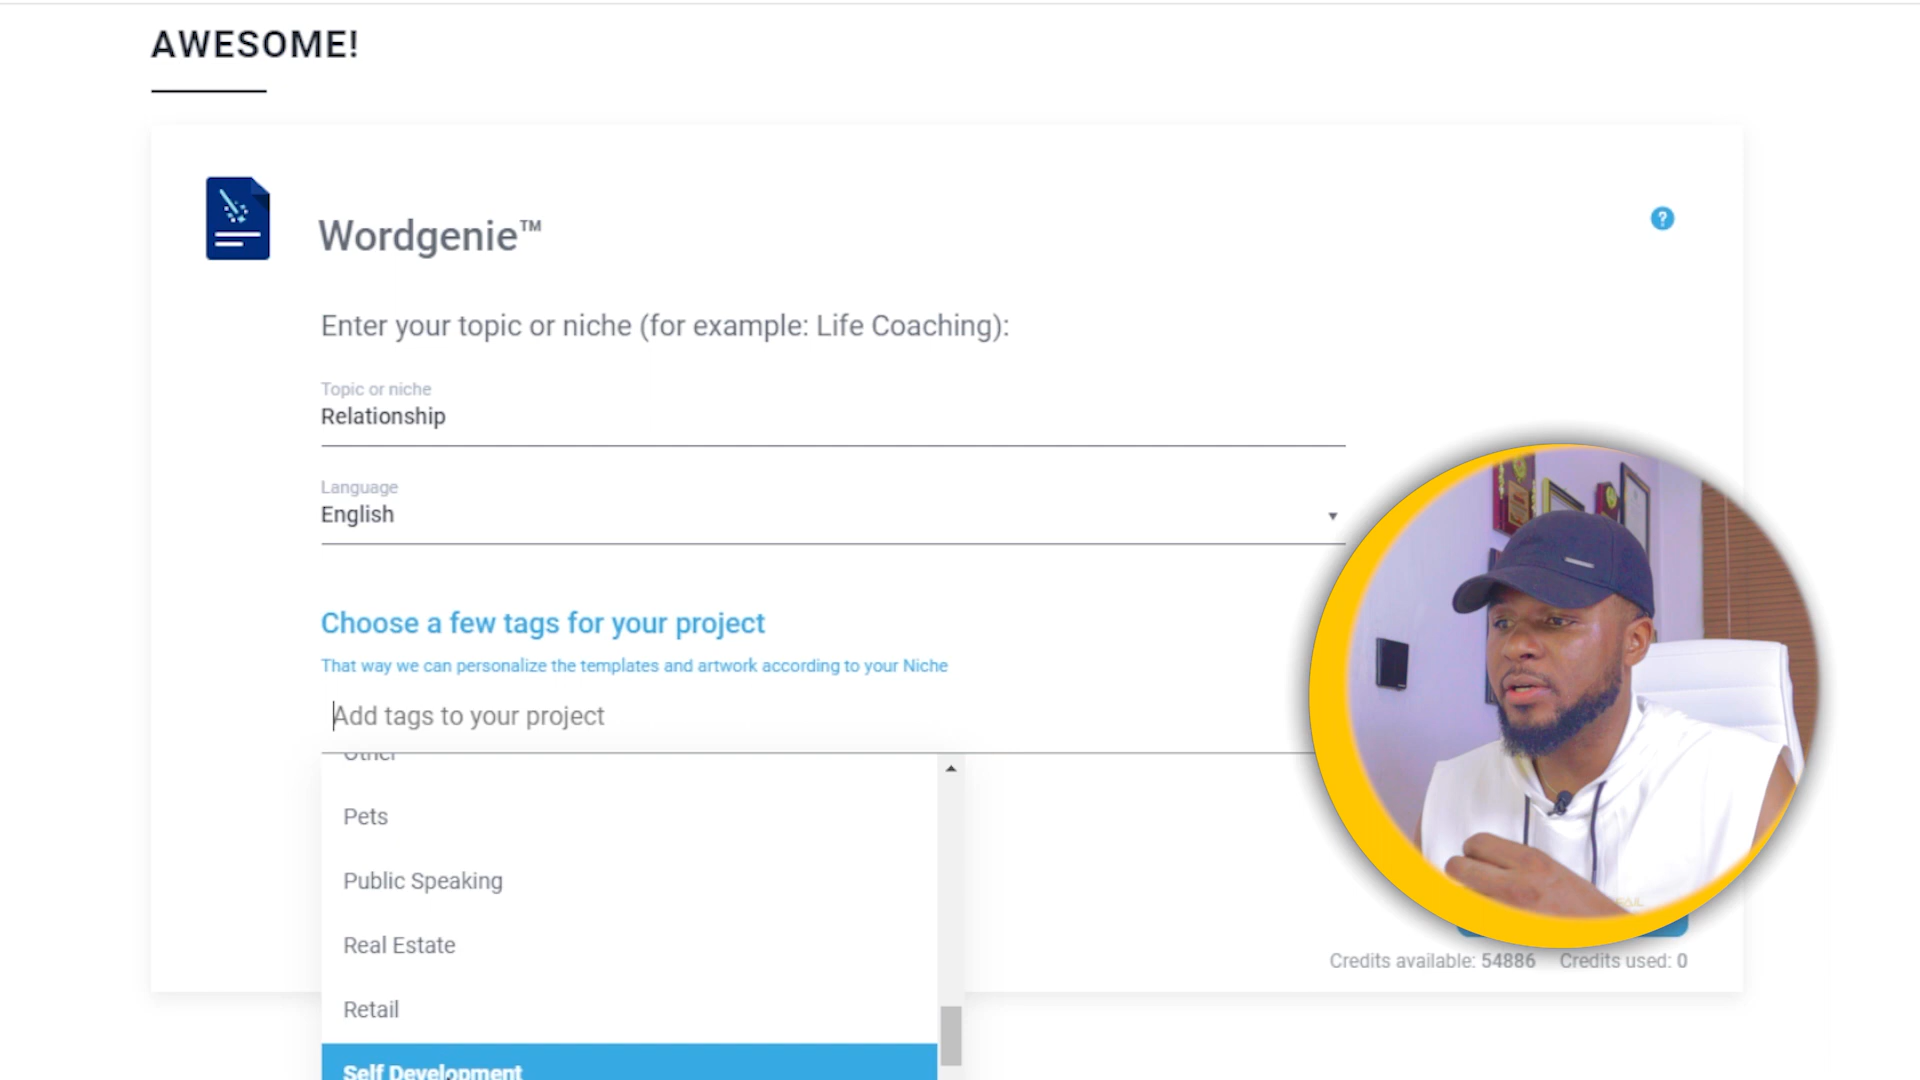 AWESOME!
Wordgenie™
?
Enter your topic or niche (for example: Life Coaching):
Topic or niche
Relationship
Language
English
Choose a few tags for your project
That way we can personalize the templates and artwork according to your Niche
Add tags to your project
Other
Pets
Public Speaking
Real Estate
Retail
Self Development
Credits available: 54886 Credits used: 0